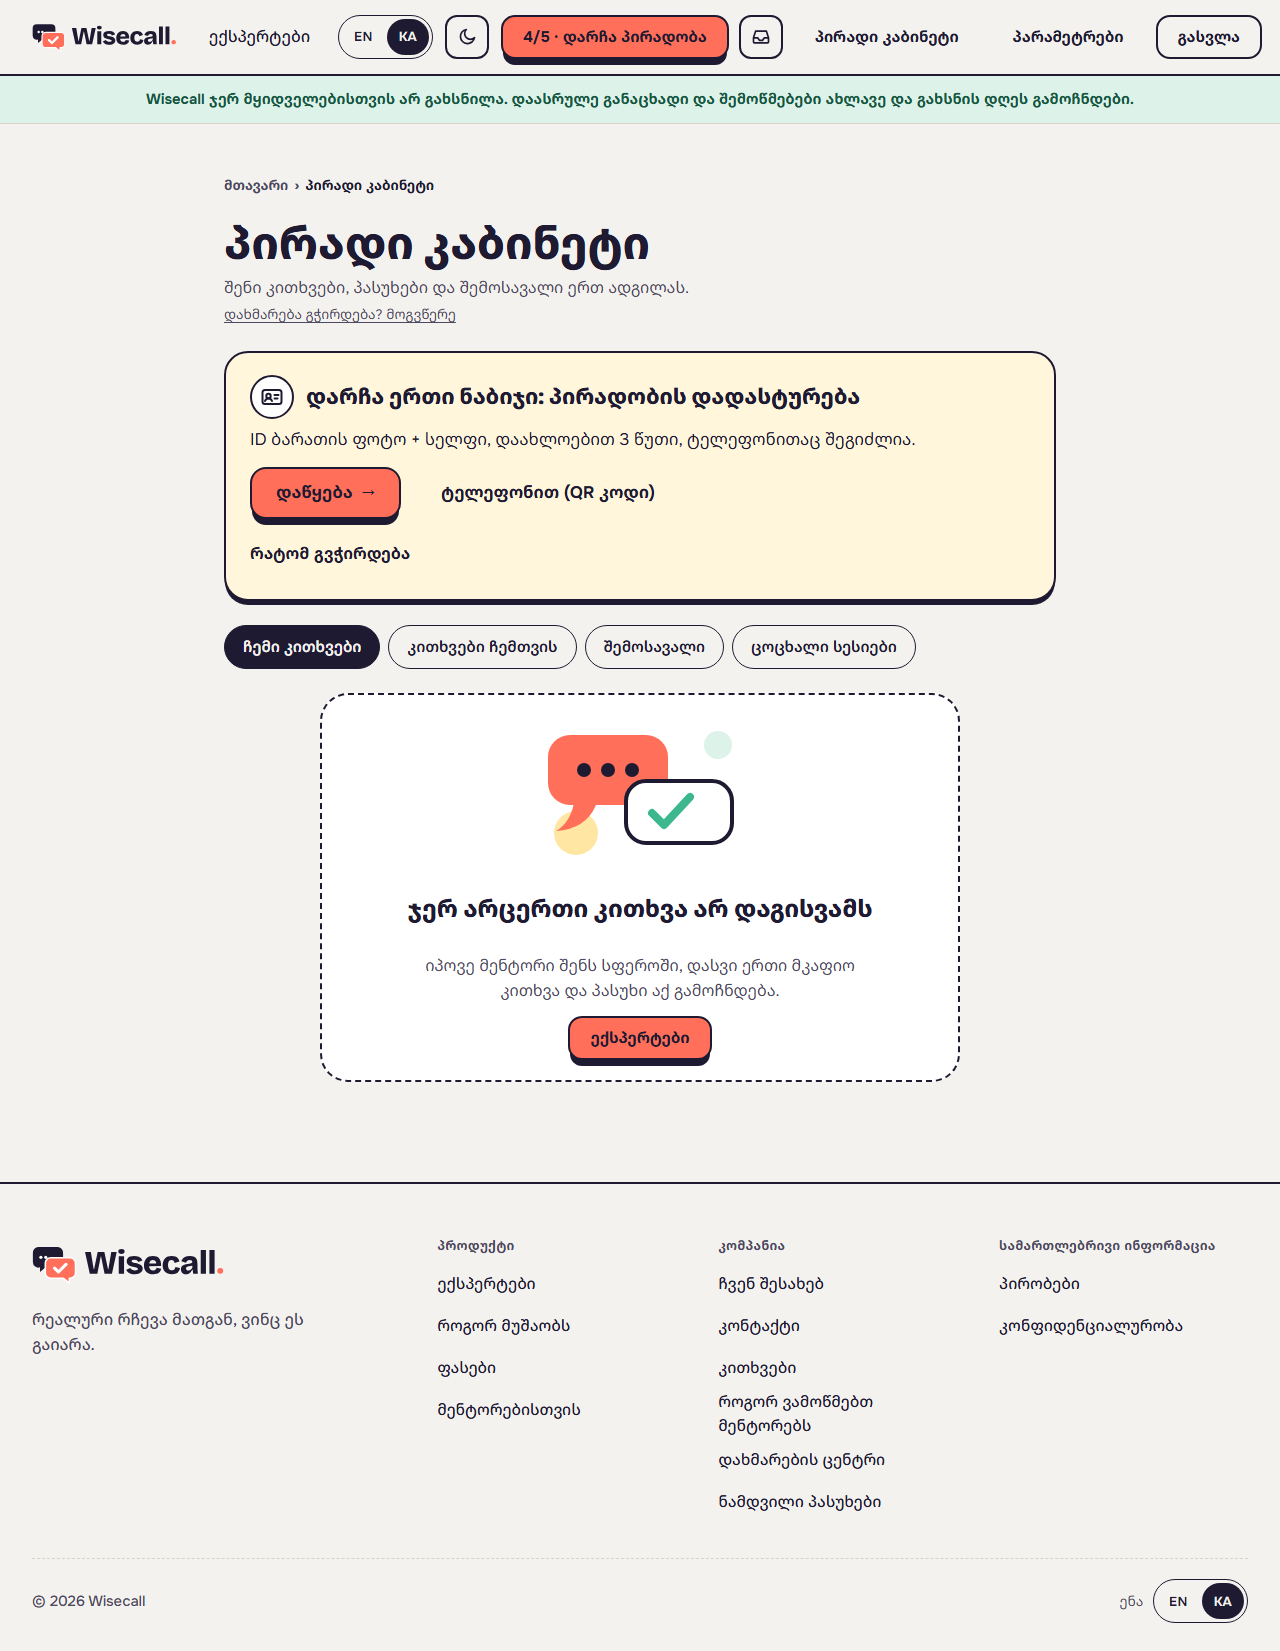 Wisecall.
ექსპერტები
EN KA
4/5 · დარჩა პირადობა
პირადი კაბინეტი
პარამეტრები
გასვლა
Wisecall ჯერ მყიდველებისთვის არ გახსნილა. დაასრულე განაცხადი და შემოწმებები ახლავე და გახსნის დღეს გამოჩნდები.
მთავარი › პირადი კაბინეტი
პირადი კაბინეტი
შენი კითხვები, პასუხები და შემოსავალი ერთ ადგილას.
დახმარება გჭირდება? მოგვწერე
დარჩა ერთი ნაბიჯი: პირადობის დადასტურება
ID ბარათის ფოტო + სელფი, დაახლოებით 3 წუთი, ტელეფონითაც შეგიძლია.
დაწყება →
ტელეფონით (QR კოდი)
რატომ გვჭირდება
ჩემი კითხვები
კითხვები ჩემთვის
შემოსავალი
ცოცხალი სესიები
ჯერ არცერთი კითხვა არ დაგისვამს
იპოვე მენტორი შენს სფეროში, დასვი ერთი მკაფიო
კითხვა და პასუხი აქ გამოჩნდება.
ექსპერტები
Wisecall.
რეალური რჩევა მათგან, ვინც ეს
გაიარა.
პროდუქტი
ექსპერტები
როგორ მუშაობს
ფასები
მენტორებისთვის
კომპანია
ჩვენ შესახებ
კონტაქტი
კითხვები
როგორ ვამოწმებთ
მენტორებს
დახმარების ცენტრი
ნამდვილი პასუხები
სამართლებრივი ინფორმაცია
პირობები
კონფიდენციალურობა
© 2026 Wisecall
ენა
EN KA